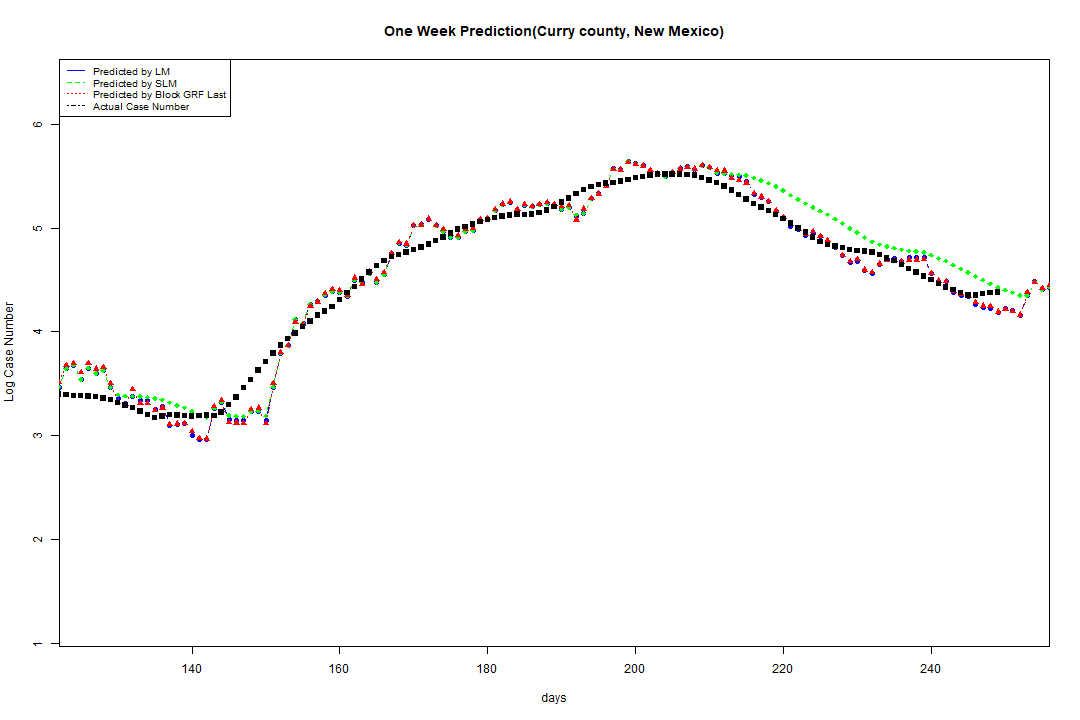 One Week Prediction(Curry county, New Mexico)
Predicted by LM
Predicted by SLM
Predicted by Block GRF Last
Actual Case Number
6
5
4
3
2
1
Log Case Number
140 160 180 200 220 240
days